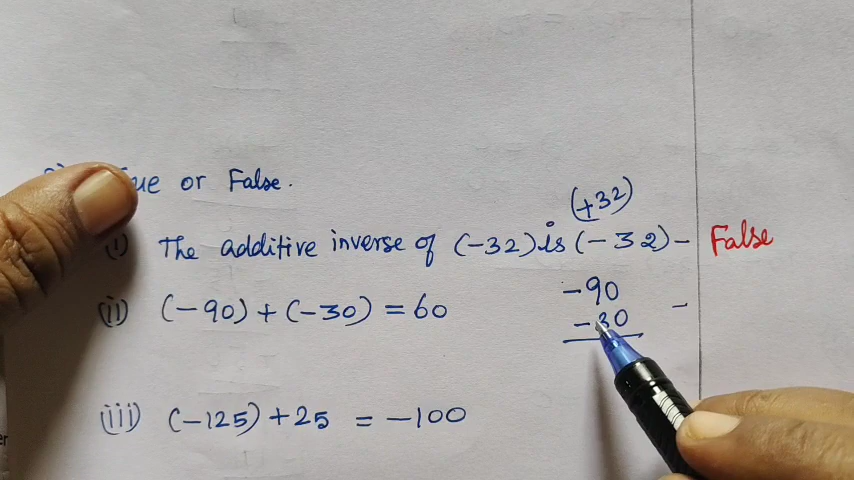 or False.
(+32)
(i) The additive inverse of (-32) is (-32) - False
(ii) (-90) + (-30) = 60
-90 -
-30
(iii) (-125) + 25 = -100